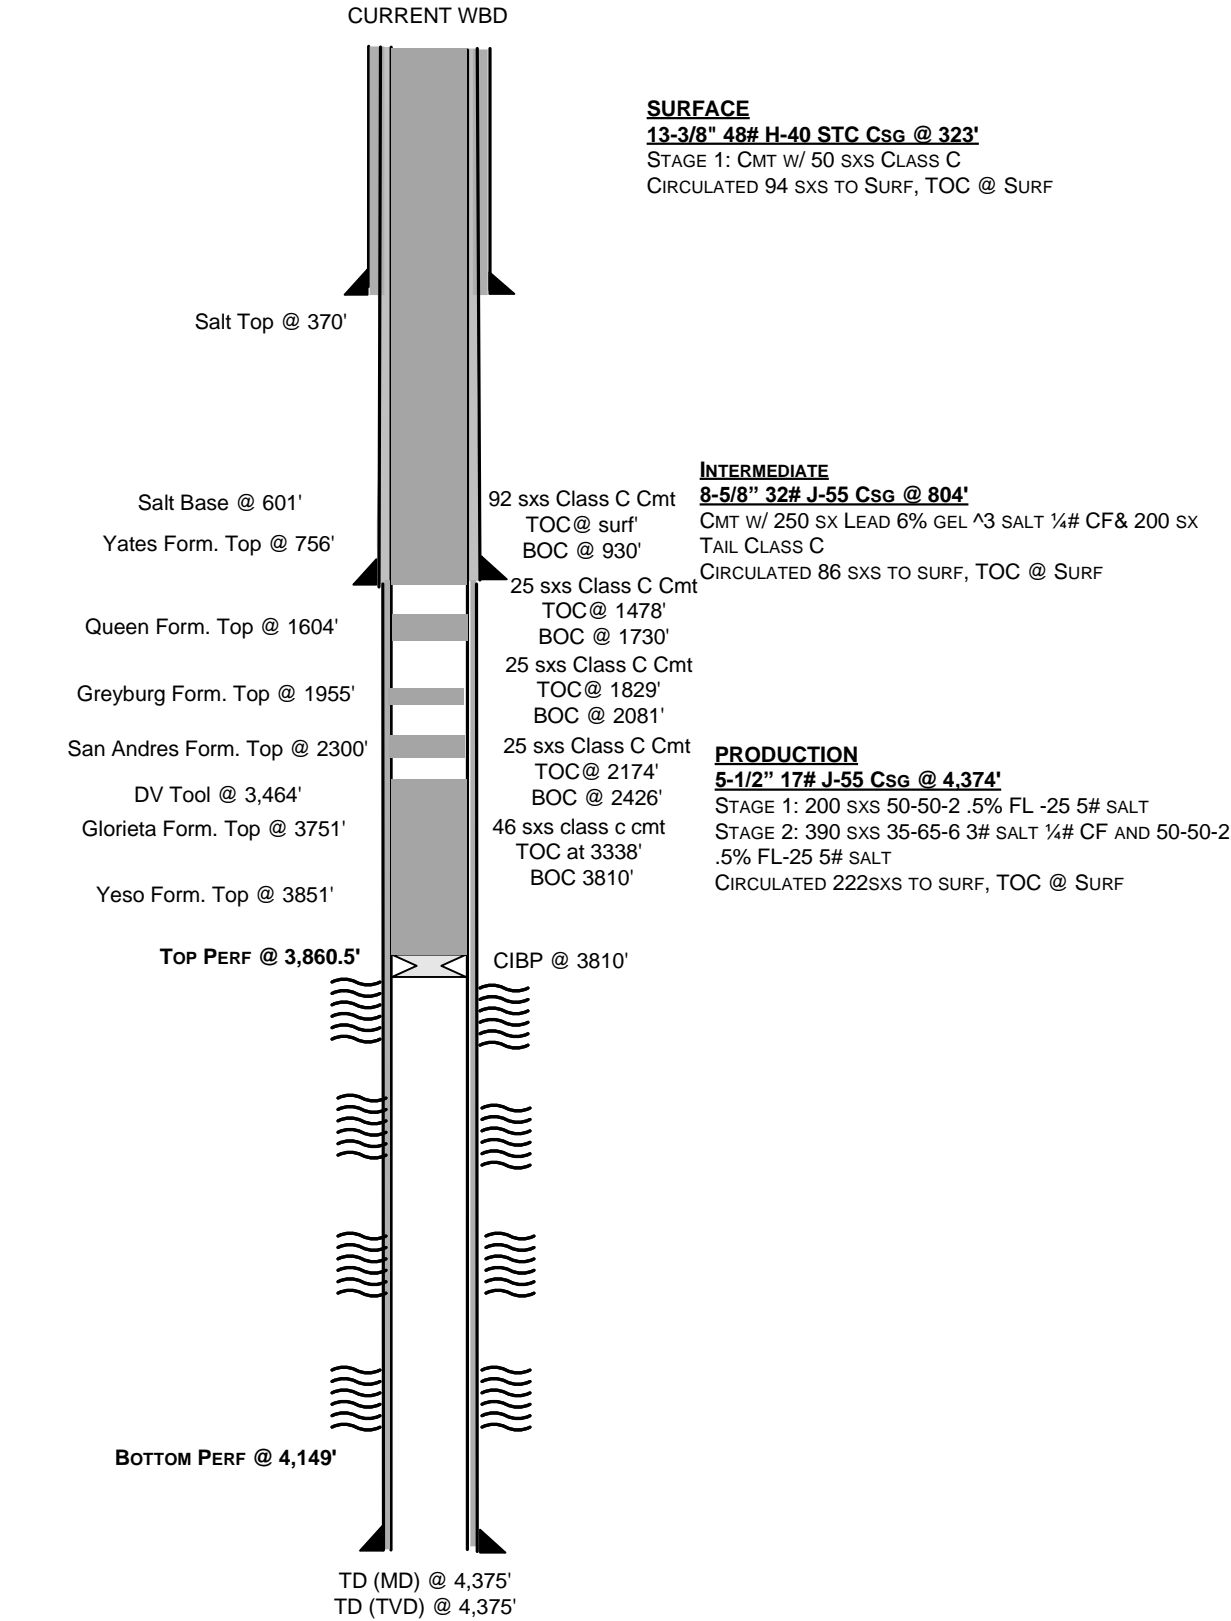 CURRENT WBD
SURFACE
13-3/8" 48# H-40 STC CSG @ 323'
STAGE 1: CMT W/ 50 SXS CLASS C
CIRCULATED 94 SXS TO SURF, TOC @ SURF
Salt Top @ 370'
Salt Base @ 601'
Yates Form. Top @ 756'
92 sxs Class C Cmt
TOC@ surf'
BOC @ 930'
INTERMEDIATE
8-5/8” 32# J-55 CSG @ 804'
CMT W/ 250 SX LEAD 6% GEL ^3 SALT ¼# CF& 200 SX
TAIL CLASS C
CIRCULATED 86 SXS TO SURF, TOC @ SURF
25 sxs Class C Cmt
TOC@ 1478'
BOC @ 1730'
Queen Form. Top @ 1604'
25 sxs Class C Cmt
TOC@ 1829'
BOC @ 2081'
Greyburg Form. Top @ 1955'
San Andres Form. Top @ 2300'
25 sxs Class C Cmt
TOC@ 2174'
BOC @ 2426'
PRODUCTION
5-1/2” 17# J-55 CSG @ 4,374'
STAGE 1: 200 SXS 50-50-2 .5% FL -25 5# SALT
STAGE 2: 390 SXS 35-65-6 3# SALT ¼# CF AND 50-50-2
.5% FL-25 5# SALT
CIRCULATED 222SXS TO SURF, TOC @ SURF
DV Tool @ 3,464'
Glorieta Form. Top @ 3751'
46 sxs class c cmt
TOC at 3338'
BOC 3810'
Yeso Form. Top @ 3851'
TOP PERF @ 3,860.5'
CIBP @ 3810'
BOTTOM PERF @ 4,149'
TD (MD) @ 4,375'
TD (TVD) @ 4,375'